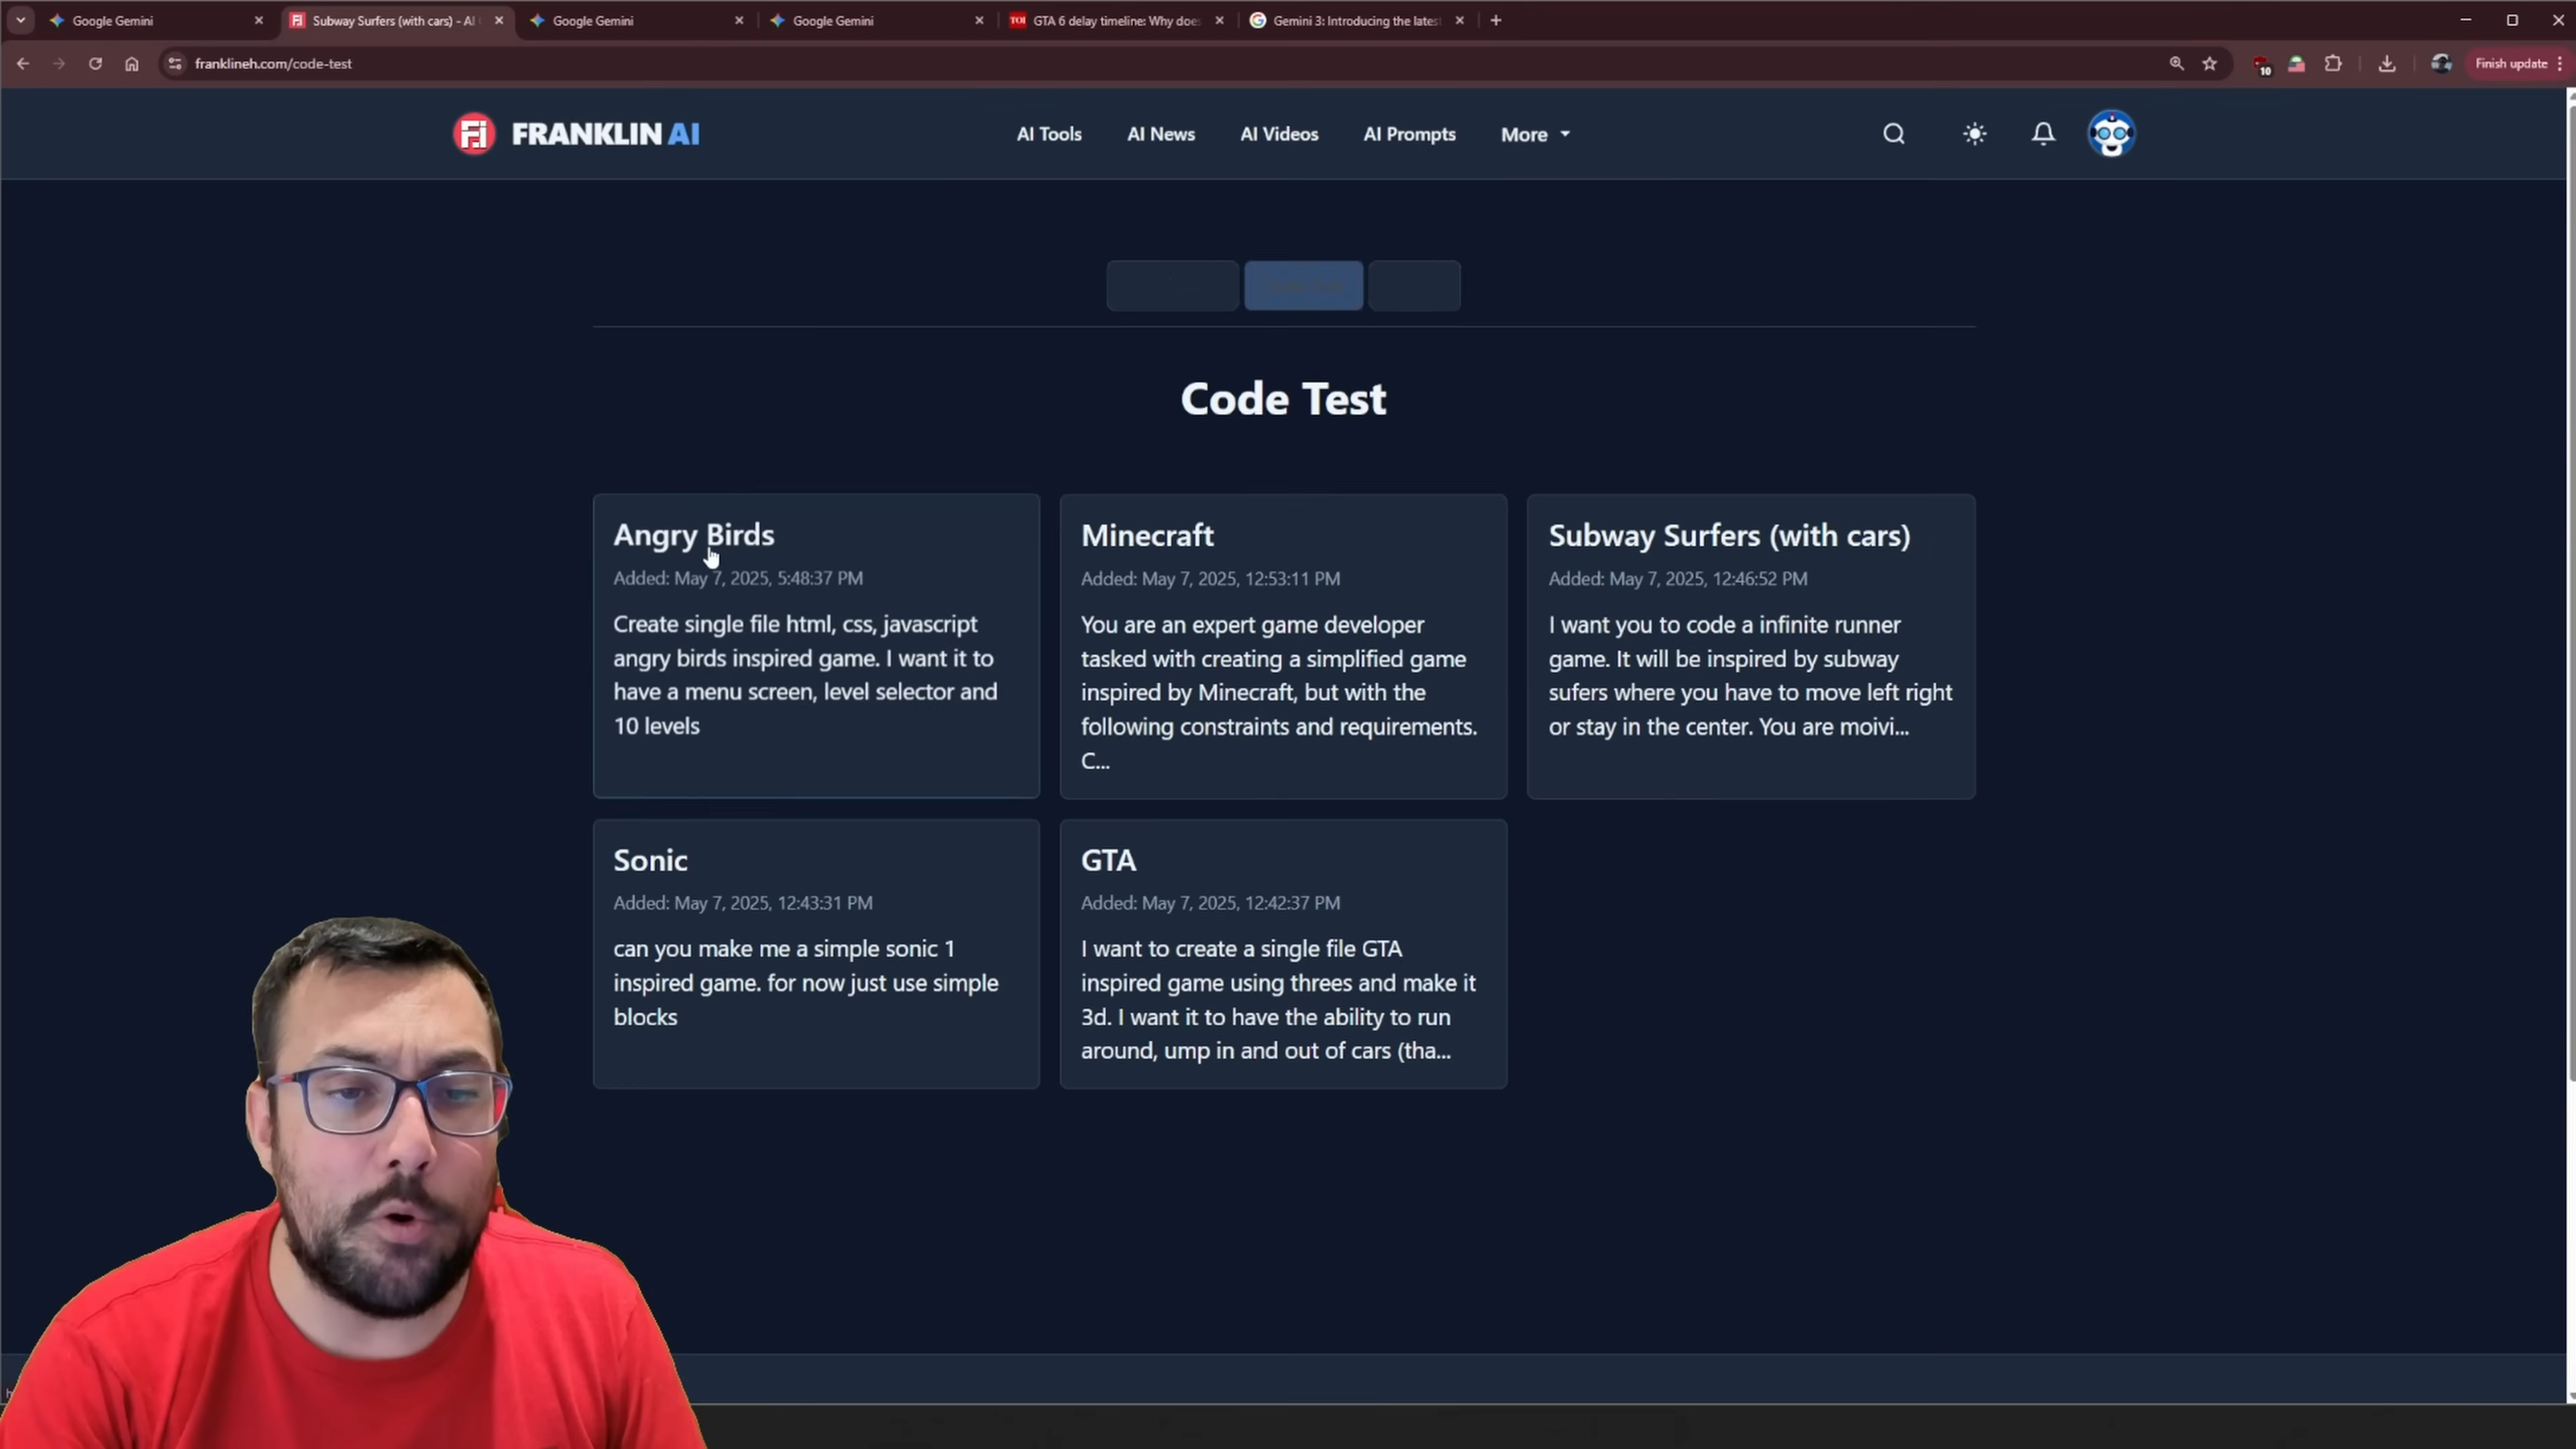 Google Gemini
Subway Surfers (with cars) - AI
Google Gemini
Google Gemini
TOI GTA 6 delay timeline: Why doe
Gemini 3: Introducing the latest
franklineh.com/code-test
10
Finish update
FRANKLIN AI
AI Tools
AI News
AI Videos
AI Prompts
More
Code Test
Angry Birds
Added: May 7, 2025, 5:48:37 PM
Create single file html, css, javascript
angry birds inspired game. I want it to
have a menu screen, level selector and
10 levels
Minecraft
Added: May 7, 2025, 12:53:11 PM
You are an expert game developer
tasked with creating a simplified game
inspired by Minecraft, but with the
following constraints and requirements.
C...
Subway Surfers (with cars)
Added: May 7, 2025, 12:46:52 PM
I want you to code a infinite runner
game. It will be inspired by subway
sufers where you have to move left right
or stay in the center. You are moivi...
Sonic
Added: May 7, 2025, 12:43:31 PM
can you make me a simple sonic 1
inspired game. for now just use simple
blocks
GTA
Added: May 7, 2025, 12:42:37 PM
I want to create a single file GTA
inspired game using threes and make it
3d. I want it to have the ability to run
around, ump in and out of cars (tha...